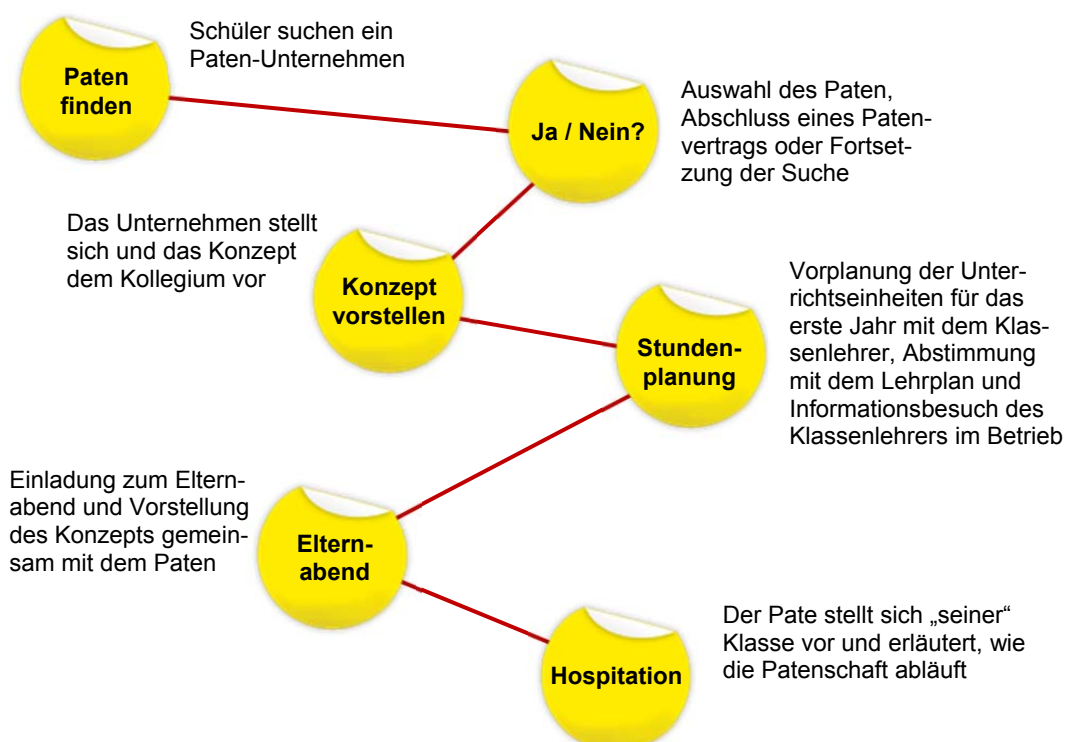 Paten
finden
Schüler suchen ein
Paten-Unternehmen
Ja / Nein?
Auswahl des Paten,
Abschluss eines Paten-
vertrags oder Fortset-
zung der Suche
Konzept
vorstellen
Das Unternehmen stellt
sich und das Konzept
dem Kollegium vor
Stunden-
planung
Vorplanung der Unter-
richtseinheiten für das
erste Jahr mit dem Klas-
senlehrer, Abstimmung
mit dem Lehrplan und
Informationsbesuch des
Klassenlehrers im Betrieb
Eltern-
abend
Einladung zum Eltern-
abend und Vorstellung
des Konzepts gemein-
sam mit dem Paten
Hospitation
Der Pate stellt sich „seiner“
Klasse vor und erläutert, wie
die Patenschaft abläuft